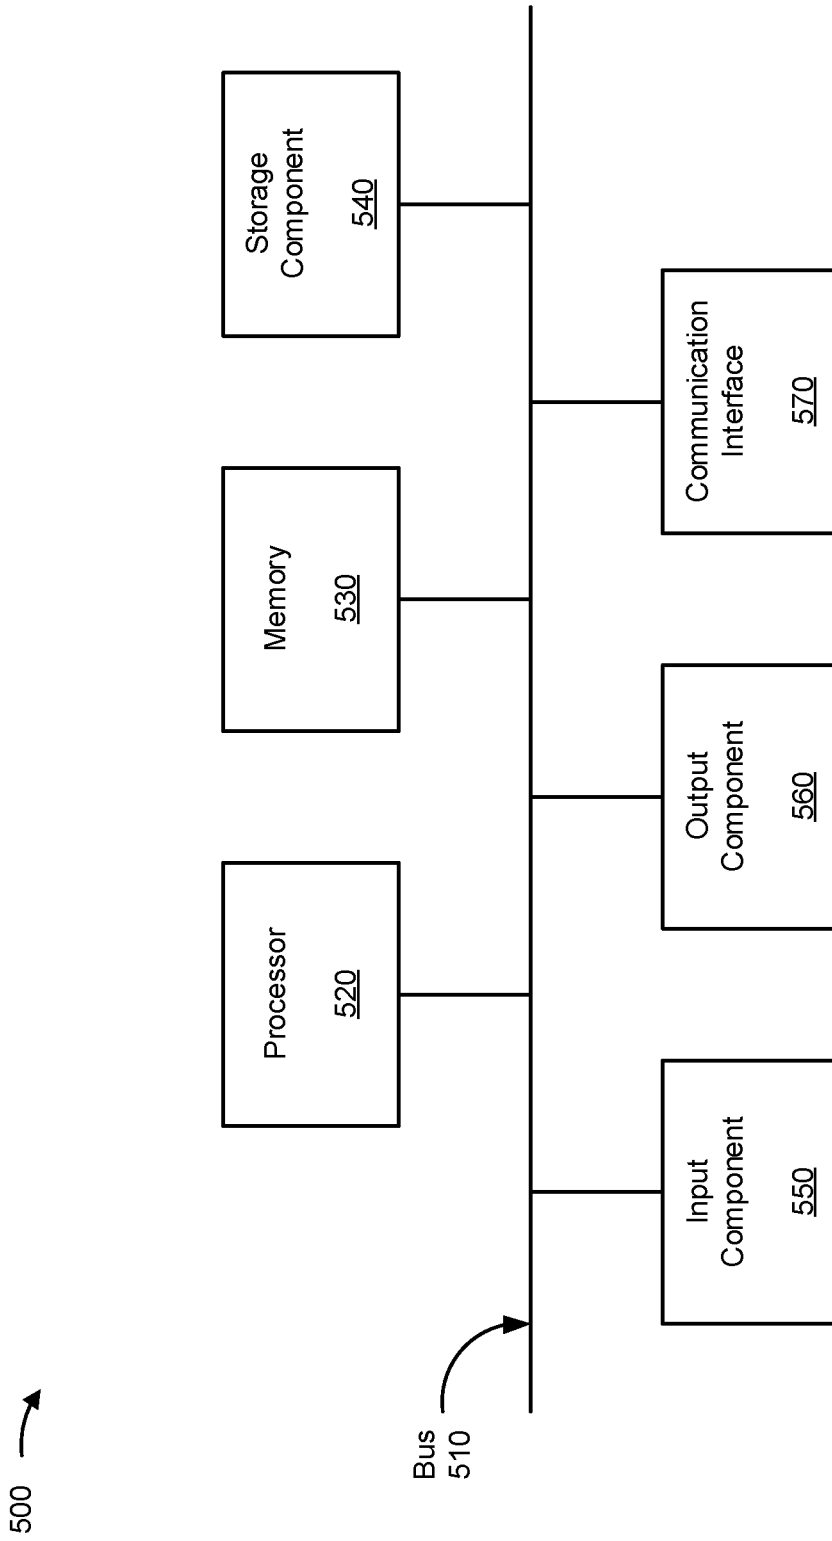 500
Processor
520
Memory
530
Storage
Component
540
Bus
510
Input
Component
550
Output
Component
560
Communication
Interface
570